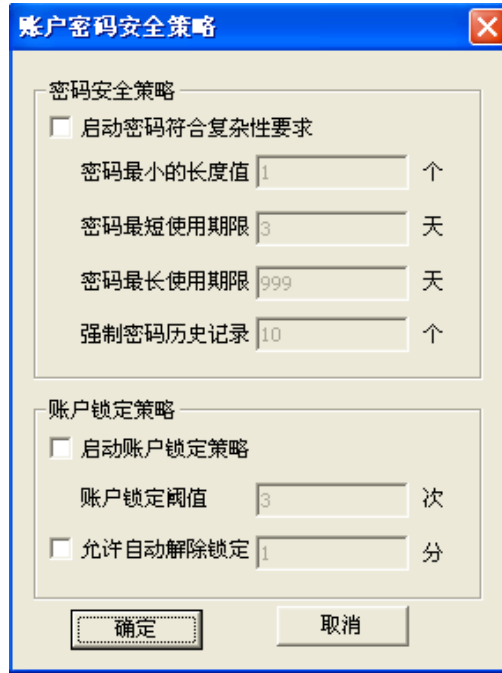 账户密码安全策略
密码安全策略
启动密码符合复杂性要求
密码最小的长度值 1 个
密码最短使用期限 3 天
密码最长使用期限 999 天
强制密码历史记录 10 个
账户锁定策略
启动账户锁定策略
账户锁定阈值 3 次
允许自动解除锁定 1 分
确定 取消